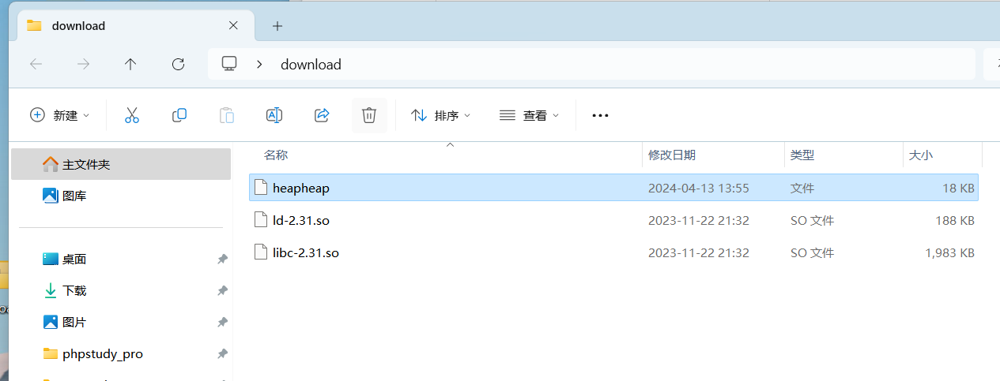 download
download
新建
排序
查看
主文件夹
图库
桌面
下载
图片
phpstudy_pro
名称 修改日期 类型 大小
heapheap 2024-04-13 13:55 文件 18 KB
ld-2.31.so 2023-11-22 21:32 SO 文件 188 KB
libc-2.31.so 2023-11-22 21:32 SO 文件 1,983 KB